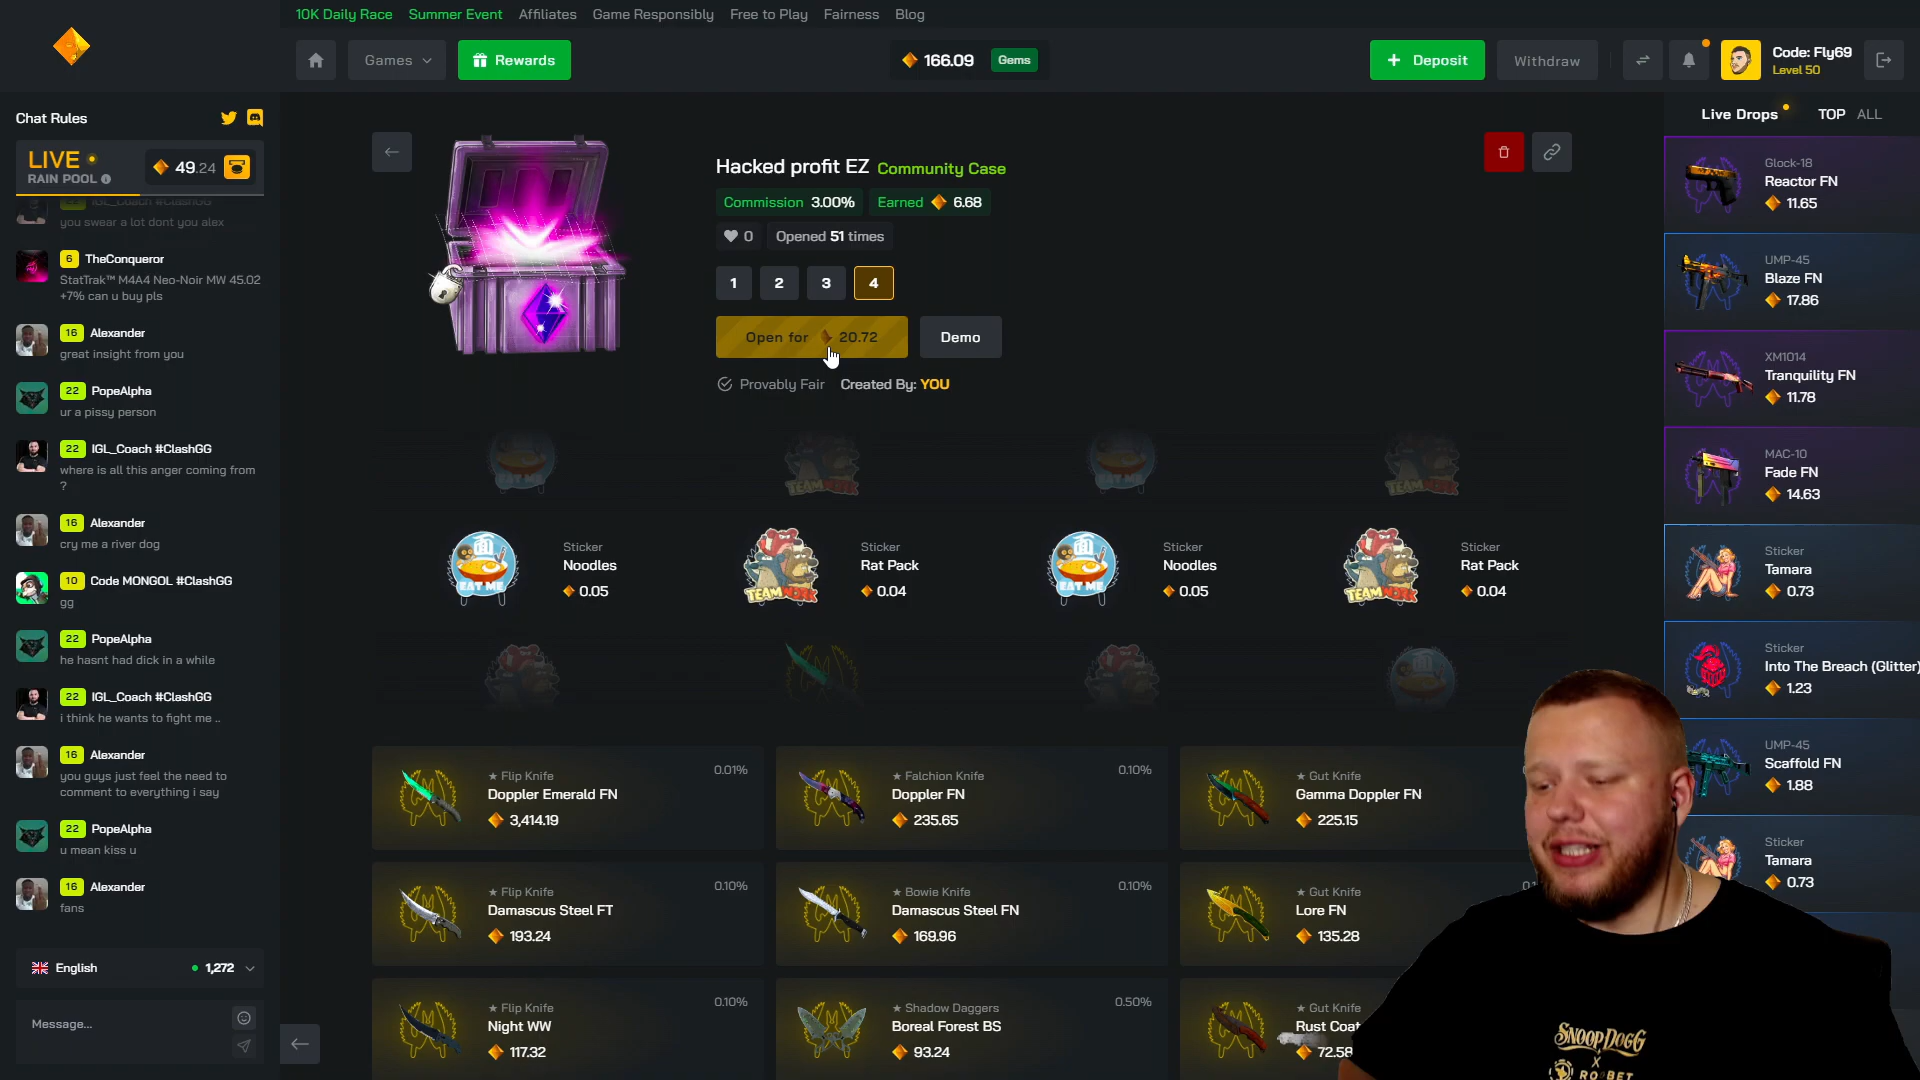 10K Daily Race Summer Event Affiliates Game Responsibly Free to Play Fairness Blog
Games Rewards 166.09 Gems Deposit Withdraw Code: Fly69
Level 50
Chat Rules
LIVE 49.24
RAIN POOL
IGL_Coach #ClashGG
you swear a lot dont you alex
6 TheConqueror
StatTrak™ M4A4 Neo-Noir MW 45.02
+7% can u buy pls
16 Alexander
great insight from you
22 PopeAlpha
ur a pissy person
22 IGL_Coach #ClashGG
where is all this anger coming from
?
16 Alexander
cry me a river dog
10 Code MONGOL #ClashGG
gg
22 PopeAlpha
he hasnt had dick in a while
22 IGL_Coach #ClashGG
i think he wants to fight me ..
16 Alexander
you guys just feel the need to
comment to everything i say
22 PopeAlpha
u mean kiss u
16 Alexander
fans
English 1,272
Message...
Hacked profit EZ Community Case
Commission 3.00% Earned 6.68
0 Opened 51 times
1 2 3 4
Open for 20.72 Demo
Provably Fair Created By: YOU
TEAMWORK
TEAMWORK
EAT ME
Sticker
Noodles
0.05
TEAMWORK
Sticker
Rat Pack
0.04
EAT ME
Sticker
Noodles
0.05
TEAMWORK
Sticker
Rat Pack
0.04
★ Flip Knife
Doppler Emerald FN
3,414.19
0.01%
★ Falchion Knife
Doppler FN
235.65
0.10%
★ Gut Knife
Gamma Doppler FN
225.15
★ Flip Knife
Damascus Steel FT
193.24
0.10%
★ Bowie Knife
Damascus Steel FN
169.96
0.10%
★ Gut Knife
Lore FN
135.28
★ Flip Knife
Night WW
117.32
0.10%
★ Shadow Daggers
Boreal Forest BS
93.24
0.50%
★ Gut Knife
Rust Coat
72.58
Live Drops TOP ALL
Glock-18
Reactor FN
11.65
UMP-45
Blaze FN
17.86
XM1014
Tranquility FN
11.78
MAC-10
Fade FN
14.63
Sticker
Tamara
0.73
Sticker
Into The Breach (Glitter)
1.23
UMP-45
Scaffold FN
1.88
Sticker
Tamara
0.73
SNOOP DOGG
X